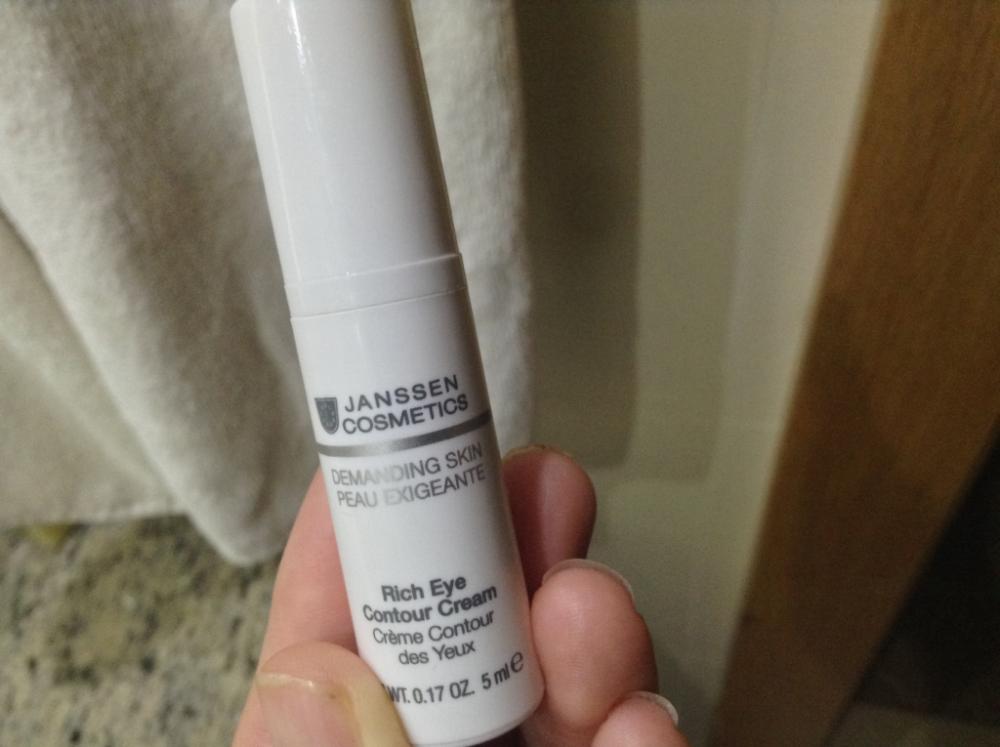 JANSSEN
COSMETICS
DEMANDING SKIN
PEAU EXIGEANTE
Rich Eye
Contour Cream
Crème Contour
des Yeux
WT. 0.17 OZ. 5 ml ℮